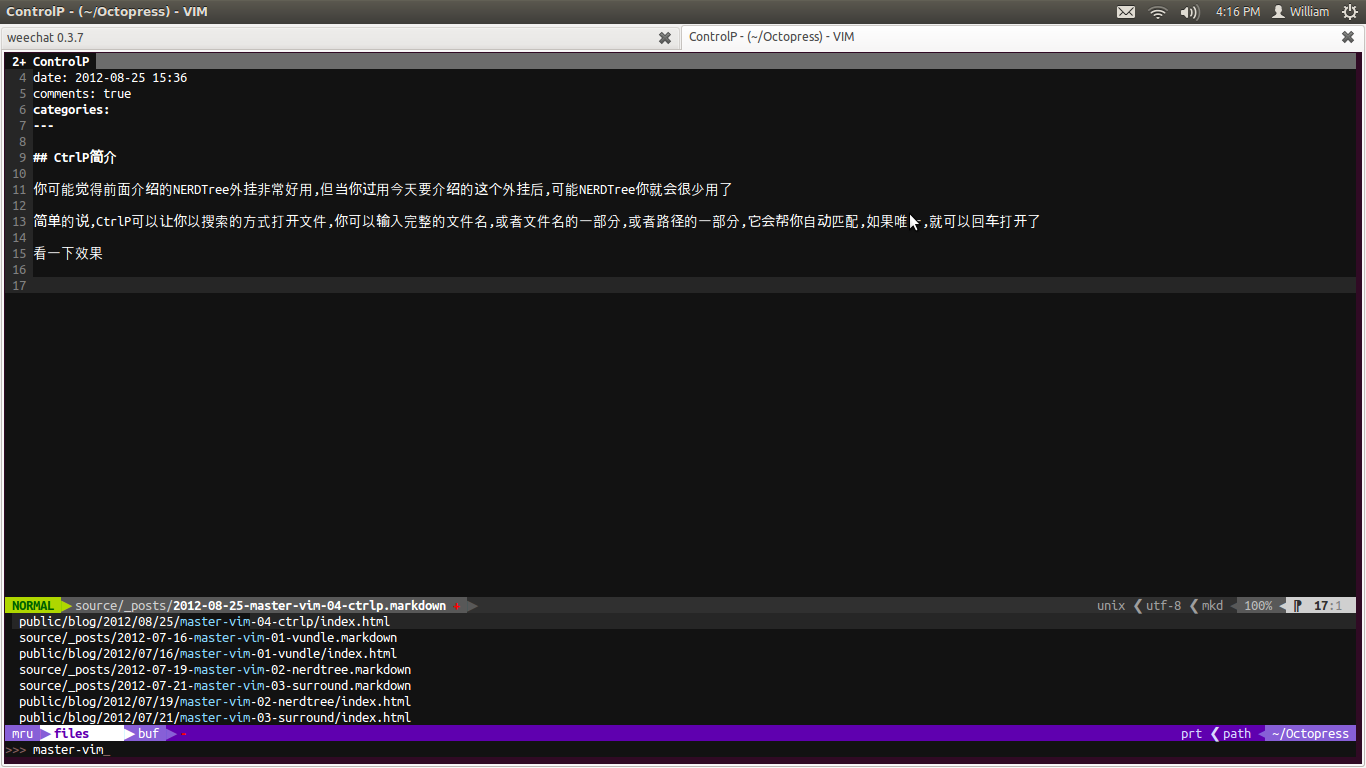 ControlP - (~/Octopress) - VIM
4:16 PM William
weechat 0.3.7
ControlP - (~/Octopress) - VIM
2+ ControlP
4 date: 2012-08-25 15:36
5 comments: true
6 categories:
7 ---
8
9 ## CtrlP简介
10
11 你可能觉得前面介绍的NERDTree外挂非常好用,但当你过用今天要介绍的这个外挂后,可能NERDTree你就会很少用了
12
13 简单的说,CtrlP可以让你以搜索的方式打开文件,你可以输入完整的文件名,或者文件名的一部分,或者路径的一部分,它会帮你自动匹配,如果唯一,就可以回车打开了
14
15 看一下效果
16
17
NORMAL source/_posts/2012-08-25-master-vim-04-ctrlp.markdown + unix utf-8 mkd 100% 17:1
public/blog/2012/08/25/master-vim-04-ctrlp/index.html
source/_posts/2012-07-16-master-vim-01-vundle.markdown
public/blog/2012/07/16/master-vim-01-vundle/index.html
source/_posts/2012-07-19-master-vim-02-nerdtree.markdown
source/_posts/2012-07-21-master-vim-03-surround.markdown
public/blog/2012/07/19/master-vim-02-nerdtree/index.html
public/blog/2012/07/21/master-vim-03-surround/index.html
mru files buf - prt path ~/Octopress
>>> master-vim_